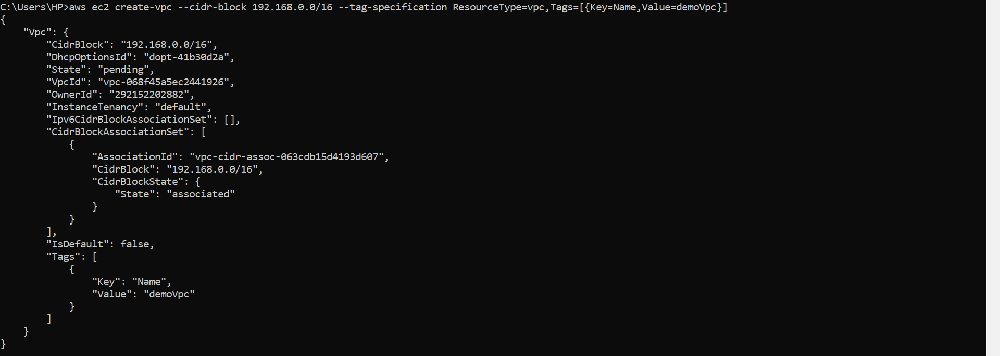 C:\Users\HP>aws ec2 create-vpc --cidr-block 192.168.0.0/16 --tag-specification ResourceType=vpc,Tags=[{Key=Name,Value=demoVpc}]
{
    "Vpc": {
        "CidrBlock": "192.168.0.0/16",
        "DhcpOptionsId": "dopt-41b30d2a",
        "State": "pending",
        "VpcId": "vpc-068f45a5ec2441926",
        "OwnerId": "292152202882",
        "InstanceTenancy": "default",
        "Ipv6CidrBlockAssociationSet": [],
        "CidrBlockAssociationSet": [
            {
                "AssociationId": "vpc-cidr-assoc-063cdb15d4193d607",
                "CidrBlock": "192.168.0.0/16",
                "CidrBlockState": {
                    "State": "associated"
                }
            }
        ],
        "IsDefault": false,
        "Tags": [
            {
                "Key": "Name",
                "Value": "demoVpc"
            }
        ]
    }
}